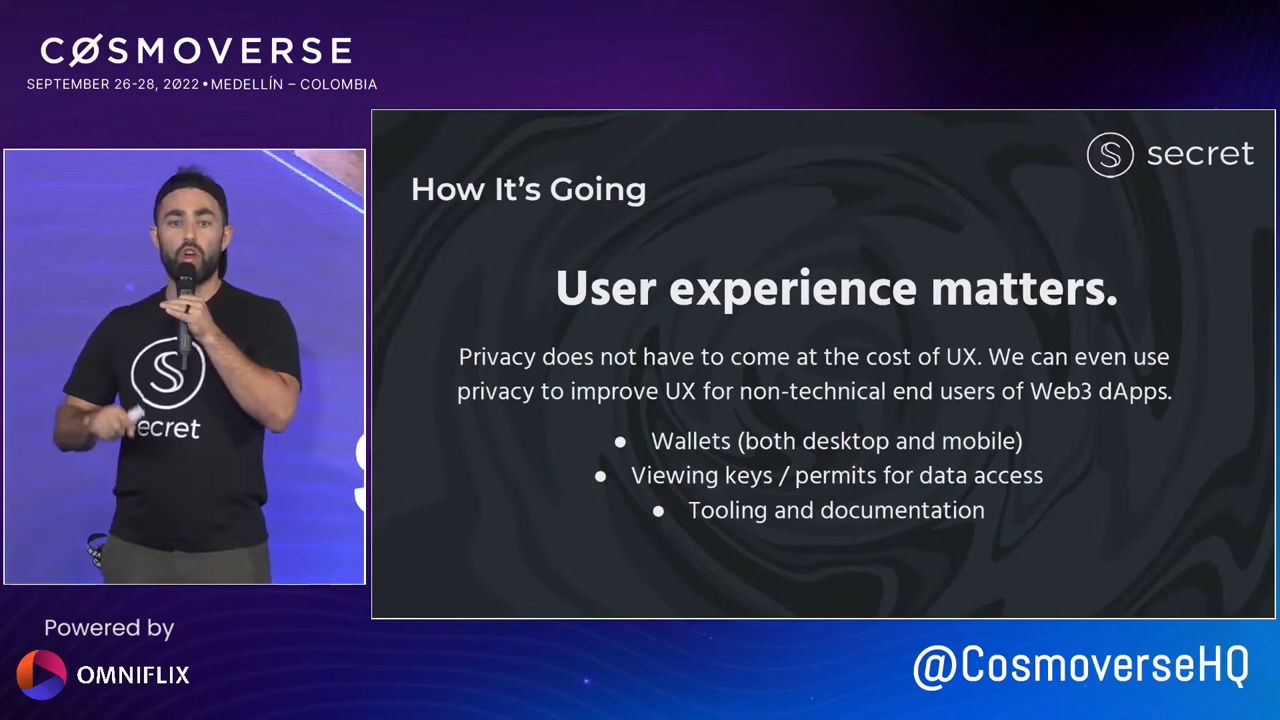 CØSMOVERSE
SEPTEMBER 26-28, 2Ø22 • MEDELLÍN – COLOMBIA
secret
How It's Going
User experience matters.
Privacy does not have to come at the cost of UX. We can even use
privacy to improve UX for non-technical end users of Web3 dApps.
● Wallets (both desktop and mobile)
● Viewing keys / permits for data access
● Tooling and documentation
S
ecret
Powered by
OMNIFLIX
@CosmoverseHQ